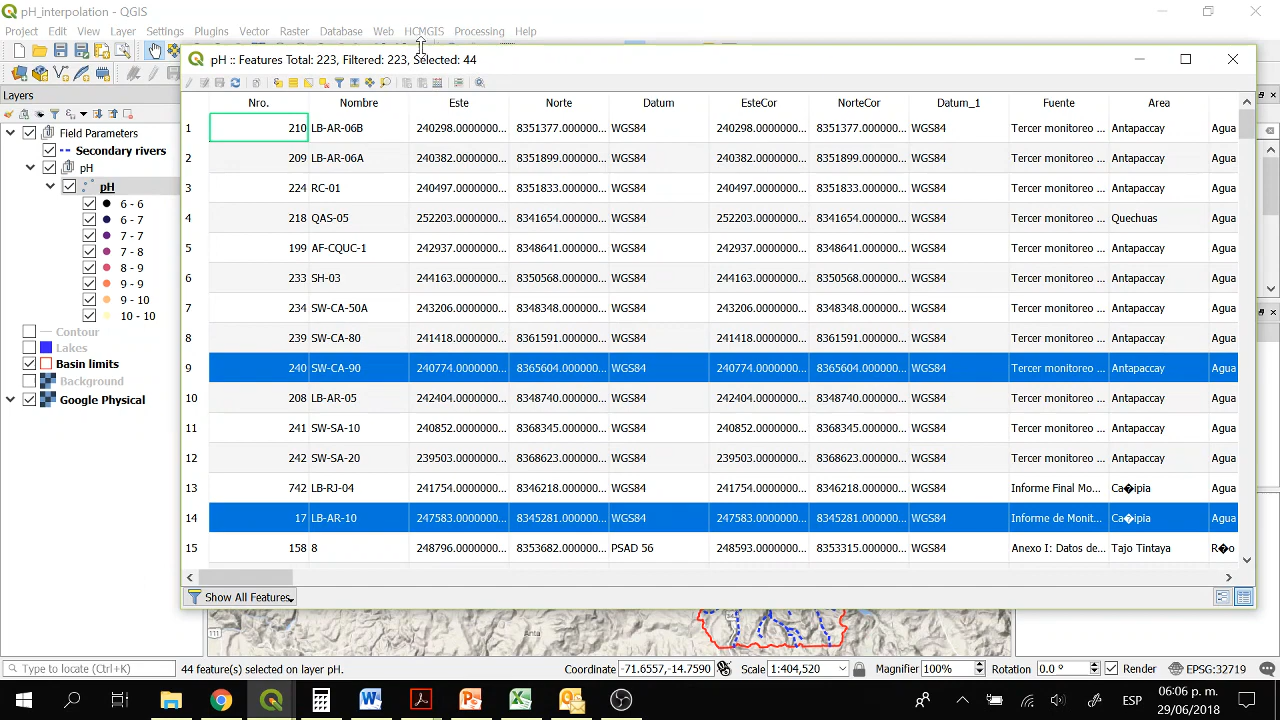 pH_interpolation — QGIS
Project Edit View Layer Settings Plugins Vector Raster Database Web HCMGIS Processing Help
pH :: Features Total: 223, Filtered: 223, Selected: 44
Layers
Nro. Nombre Este Norte Datum EsteCor NorteCor Datum_1 Fuente Area
1 210 LB-AR-06B 240298.0000000... 8351377.000000... WGS84 240298.0000000... 8351377.000000... WGS84 Tercer monitoreo ... Antapaccay Agua
2 209 LB-AR-06A 240382.0000000... 8351899.000000... WGS84 240382.0000000... 8351899.000000... WGS84 Tercer monitoreo ... Antapaccay Agua
3 224 RC-01 240497.0000000... 8351833.000000... WGS84 240497.0000000... 8351833.000000... WGS84 Tercer monitoreo ... Antapaccay Agua
4 218 QAS-05 252203.0000000... 8341654.000000... WGS84 252203.0000000... 8341654.000000... WGS84 Tercer monitoreo ... Quechuas Agua
5 199 AF-CQUC-1 242937.0000000... 8348641.000000... WGS84 242937.0000000... 8348641.000000... WGS84 Tercer monitoreo ... Antapaccay Agua
6 233 SH-03 244163.0000000... 8350568.000000... WGS84 244163.0000000... 8350568.000000... WGS84 Tercer monitoreo ... Antapaccay Agua
7 234 SW-CA-50A 243206.0000000... 8348348.000000... WGS84 243206.0000000... 8348348.000000... WGS84 Tercer monitoreo ... Antapaccay Agua
8 239 SW-CA-80 241418.0000000... 8361591.000000... WGS84 241418.0000000... 8361591.000000... WGS84 Tercer monitoreo ... Antapaccay Agua
9 240 SW-CA-90 240774.0000000... 8365604.000000... WGS84 240774.0000000... 8365604.000000... WGS84 Tercer monitoreo ... Antapaccay Agua
10 208 LB-AR-05 242404.0000000... 8348740.000000... WGS84 242404.0000000... 8348740.000000... WGS84 Tercer monitoreo ... Antapaccay Agua
11 241 SW-SA-10 240852.0000000... 8368345.000000... WGS84 240852.0000000... 8368345.000000... WGS84 Tercer monitoreo ... Antapaccay Agua
12 242 SW-SA-20 239503.0000000... 8368623.000000... WGS84 239503.0000000... 8368623.000000... WGS84 Tercer monitoreo ... Antapaccay Agua
13 742 LB-RJ-04 241754.0000000... 8346218.000000... WGS84 241754.0000000... 8346218.000000... WGS84 Informe Final Mo... Ca�ipia Agua
14 17 LB-AR-10 247583.0000000... 8345281.000000... WGS84 247583.0000000... 8345281.000000... WGS84 Informe de Monit... Ca�ipia Agua
15 158 8 248796.0000000... 8353682.000000... PSAD 56 248593.0000000... 8353315.000000... WGS84 Anexo I: Datos de... Tajo Tintaya R�o
Show All Features
Field Parameters
Secondary rivers
pH
pH
6 - 6
6 - 7
7 - 7
7 - 8
8 - 9
9 - 9
9 - 10
10 - 10
Contour
Lakes
Basin limits
Background
Google Physical
111
Anta
Type to locate (Ctrl+K) 44 feature(s) selected on layer pH. Coordinate -71.6557,-14.7590 Scale 1:404,520 Magnifier 100% Rotation 0.0 ° Render EPSG:32719
ESP 06:06 p. m.
29/06/2018